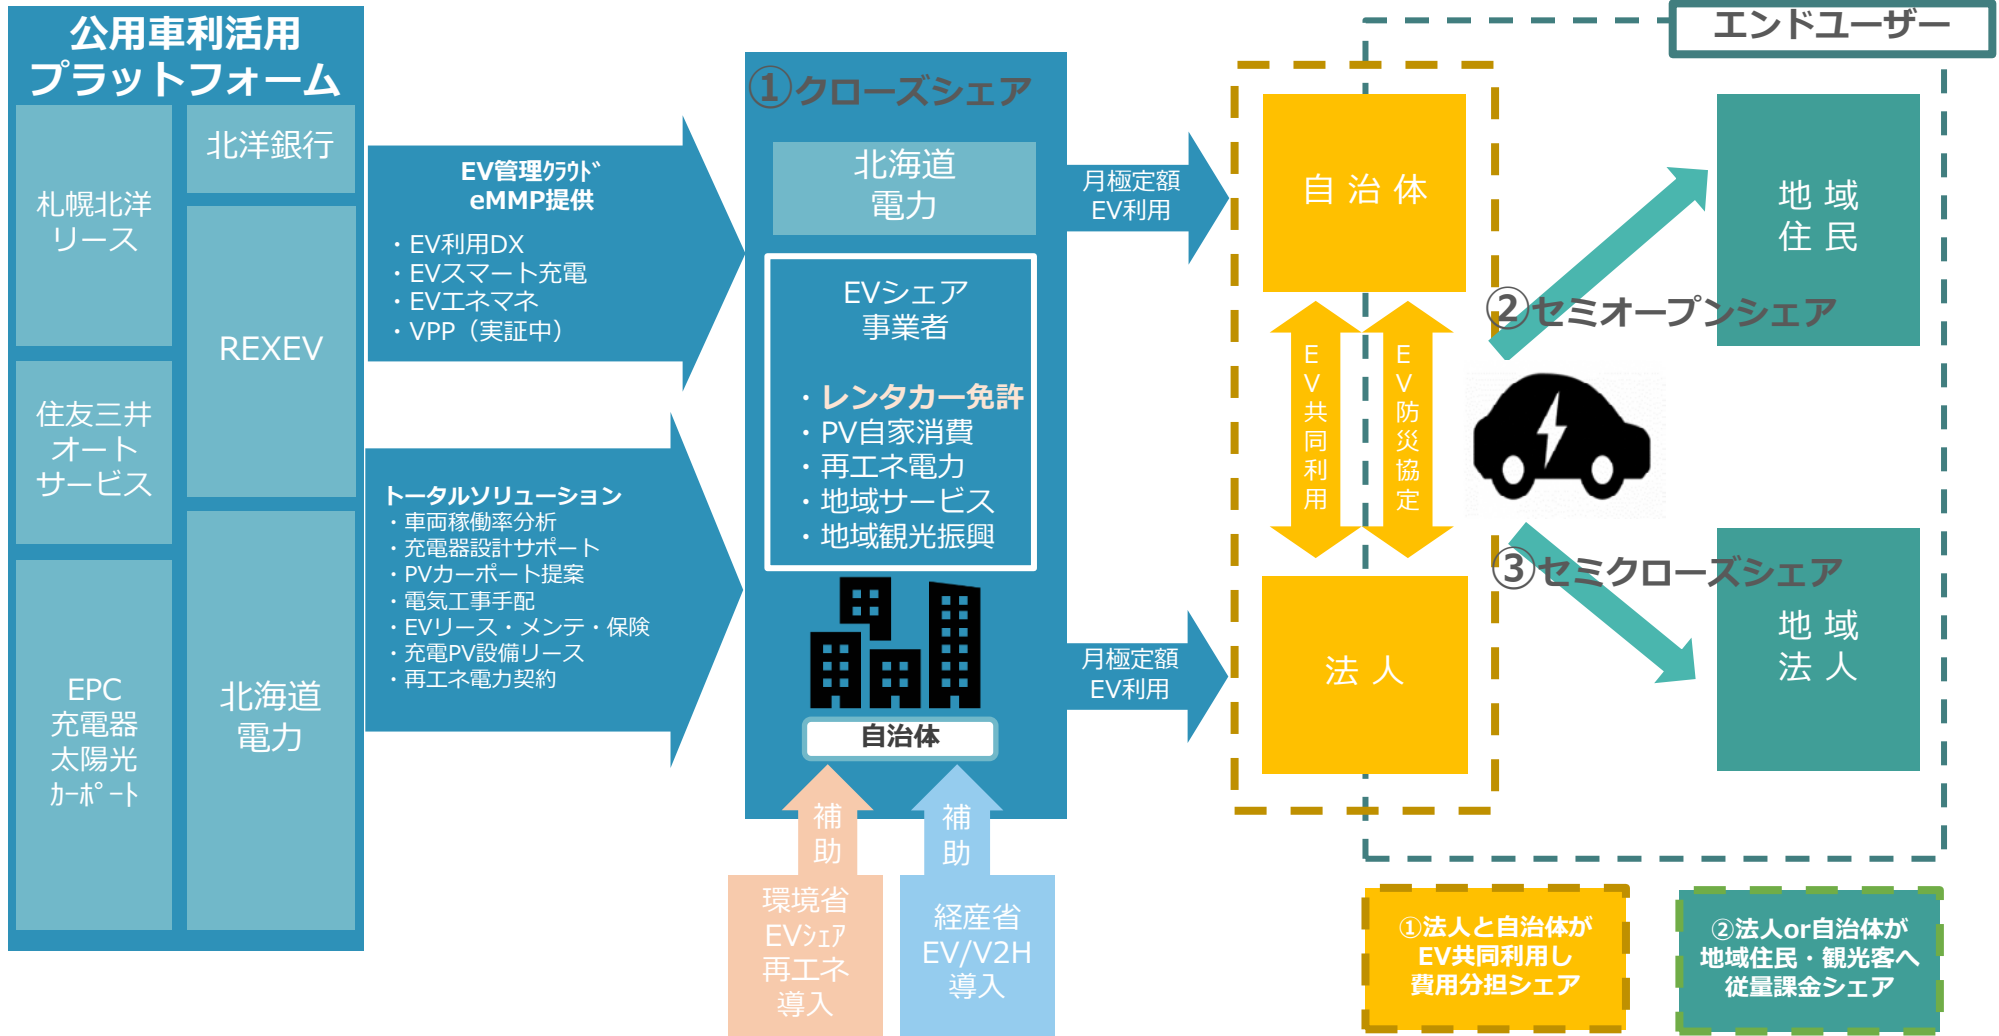 公用車利活用
プラットフォーム
札幌北洋
リース
住友三井
オート
サービス
EPC
充電器
太陽光
ｶｰﾎﾟｰﾄ
北洋銀行
REXEV
北海道
電力
EV管理ｸﾗｳﾄﾞ
eMMP提供
・EV利用DX
・EVスマート充電
・EVエネマネ
・VPP（実証中）
トータルソリューション
・車両稼働率分析
・充電器設計サポート
・PVカーポート提案
・電気工事手配
・EVリース・メンテ・保険
・充電PV設備リース
・再エネ電力契約
①クローズシェア
北海道
電力
EVシェア
事業者
・レンタカー免許
・PV自家消費
・再エネ電力
・地域サービス
・地域観光振興
自治体
補
助
環境省
EVｼｪｱ
再エネ
導入
補
助
経産省
EV/V2H
導入
月極定額
EV利用
月極定額
EV利用
エンドユーザー
自 治 体
EV共同利用
EV防災協定
法 人
②セミオープンシェア
③セミクローズシェア
地 域
住 民
地 域
法 人
①法人と自治体が
EV共同利用し
費用分担シェア
②法人or自治体が
地域住民・観光客へ
従量課金シェア